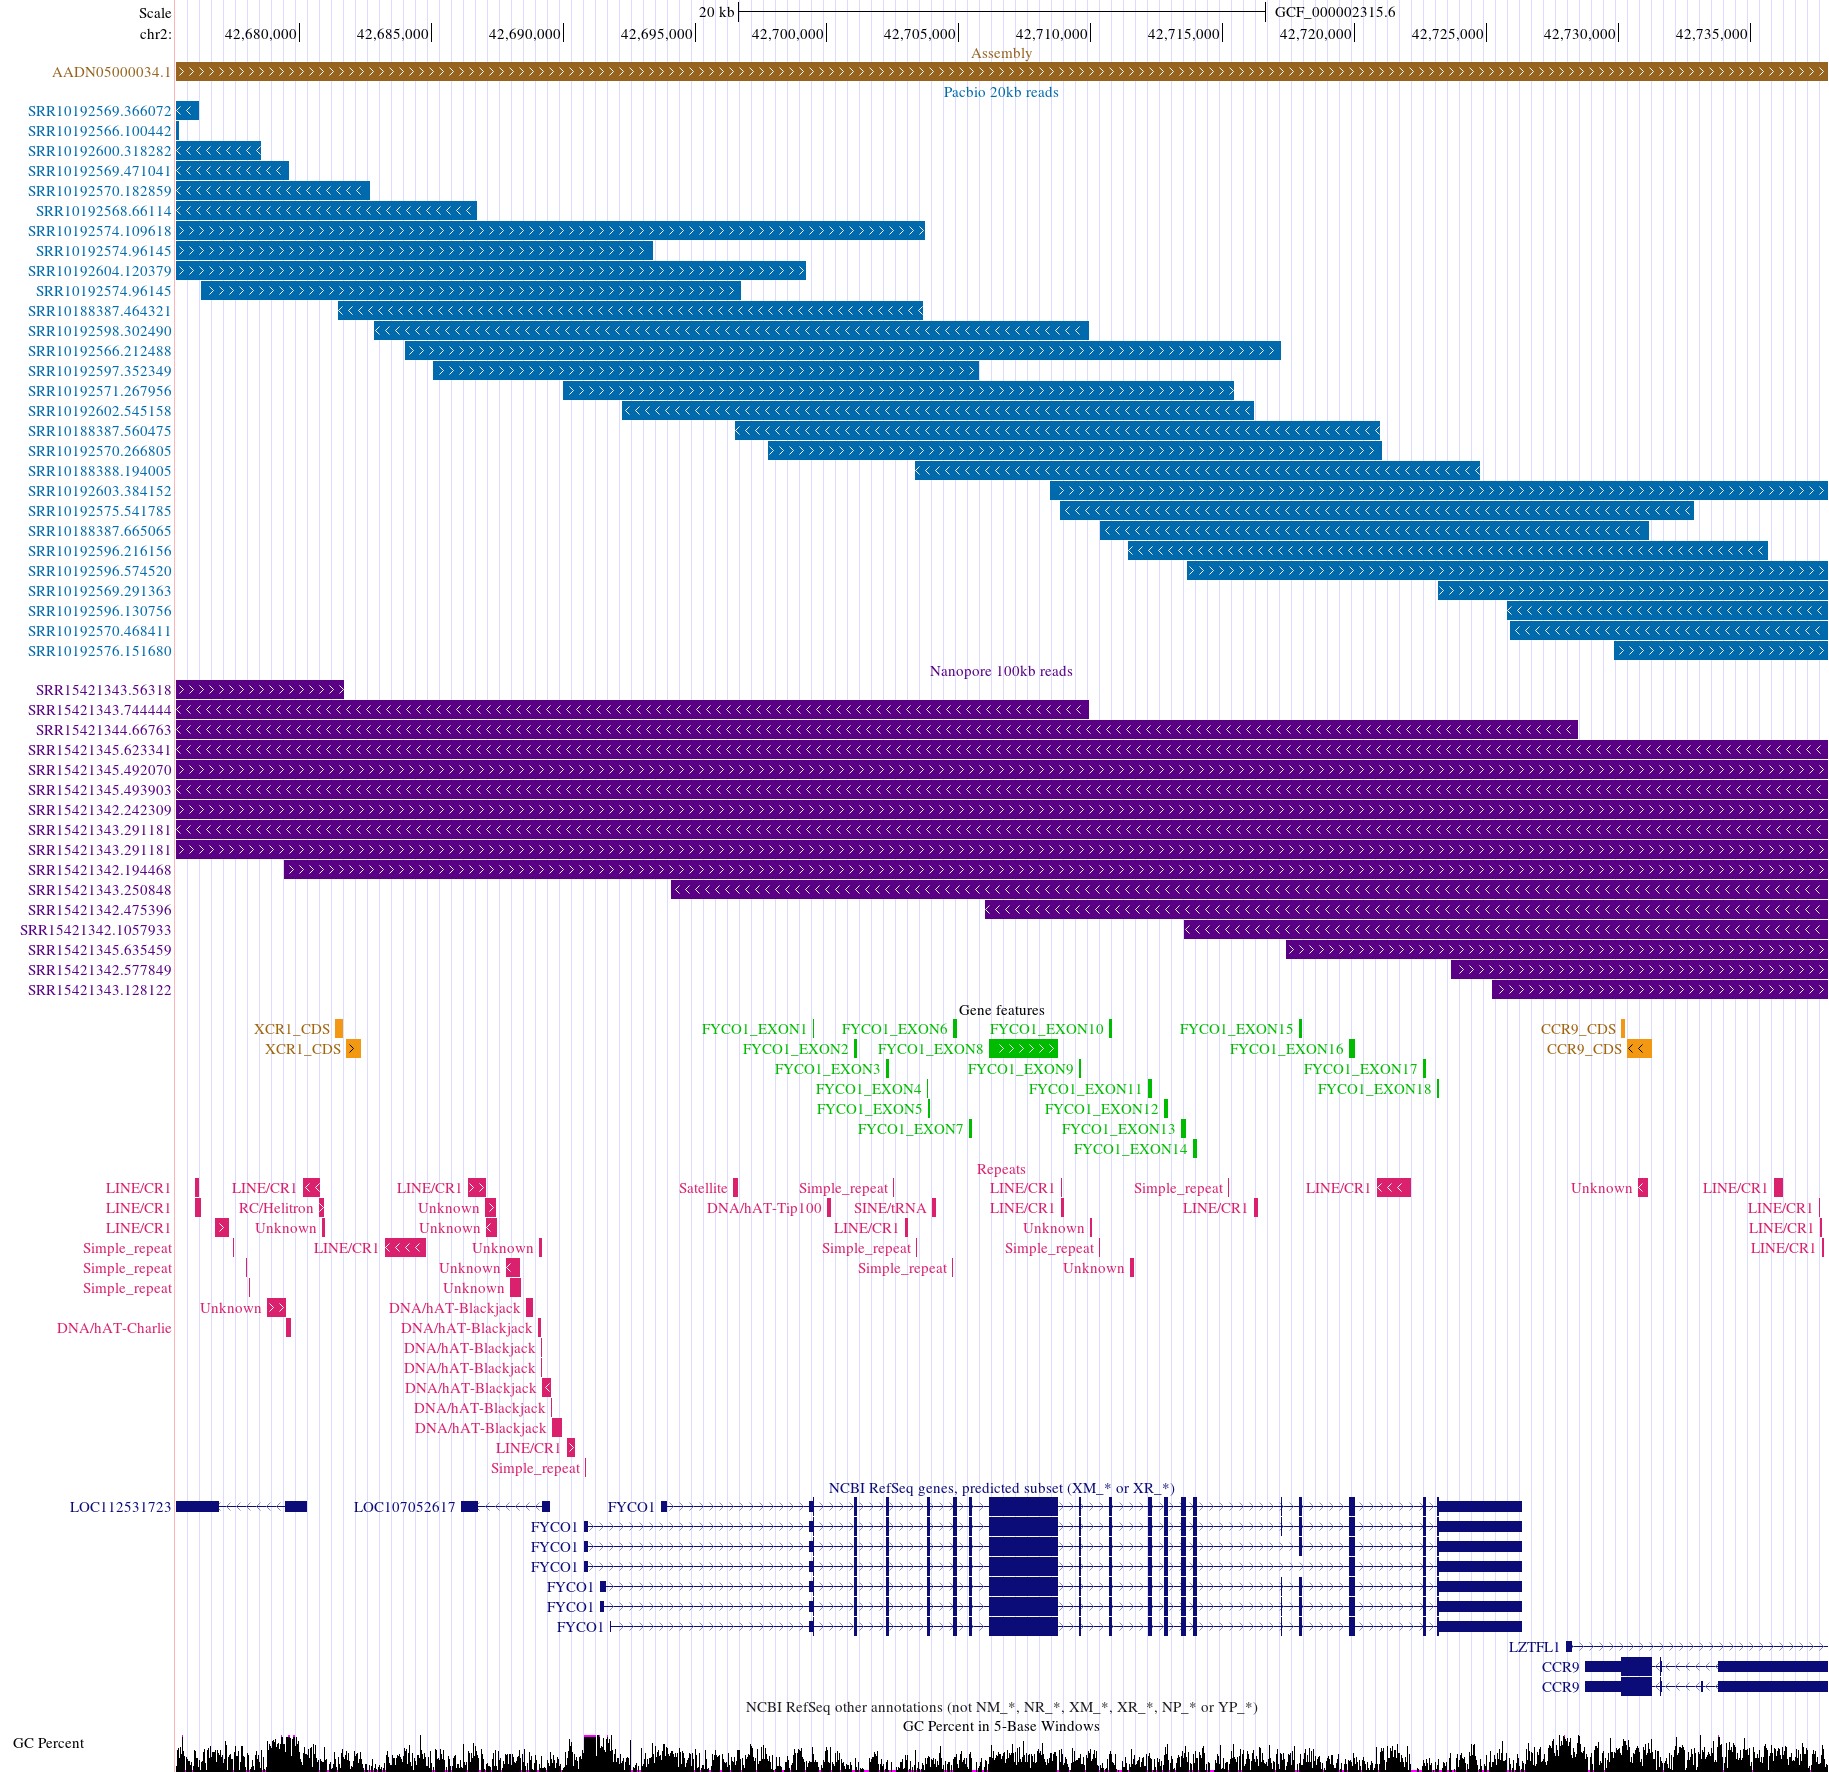 Scale 20 kb GCF_000002315.6
chr2: 42,680,000 42,685,000 42,690,000 42,695,000 42,700,000 42,705,000 42,710,000 42,715,000 42,720,000 42,725,000 42,730,000 42,735,000
Assembly
AADN05000034.1
Pacbio 20kb reads
SRR10192569.366072
SRR10192566.100442
SRR10192600.318282
SRR10192569.471041
SRR10192570.182859
SRR10192568.66114
SRR10192574.109618
SRR10192574.96145
SRR10192604.120379
SRR10192574.96145
SRR10188387.464321
SRR10192598.302490
SRR10192566.212488
SRR10192597.352349
SRR10192571.267956
SRR10192602.545158
SRR10188387.560475
SRR10192570.266805
SRR10188388.194005
SRR10192603.384152
SRR10192575.541785
SRR10188387.665065
SRR10192596.216156
SRR10192596.574520
SRR10192569.291363
SRR10192596.130756
SRR10192570.468411
SRR10192576.151680
Nanopore 100kb reads
SRR15421343.56318
SRR15421343.744444
SRR15421344.66763
SRR15421345.623341
SRR15421345.492070
SRR15421345.493903
SRR15421342.242309
SRR15421343.291181
SRR15421343.291181
SRR15421342.194468
SRR15421343.250848
SRR15421342.475396
SRR15421342.1057933
SRR15421345.635459
SRR15421342.577849
SRR15421343.128122
Gene features
XCR1_CDS FYCO1_EXON1 FYCO1_EXON6 FYCO1_EXON10 FYCO1_EXON15 CCR9_CDS
XCR1_CDS FYCO1_EXON2 FYCO1_EXON8 FYCO1_EXON16 CCR9_CDS
FYCO1_EXON3 FYCO1_EXON9 FYCO1_EXON17
FYCO1_EXON4 FYCO1_EXON11 FYCO1_EXON18
FYCO1_EXON5 FYCO1_EXON12
FYCO1_EXON7 FYCO1_EXON13
FYCO1_EXON14
Repeats
LINE/CR1 LINE/CR1 LINE/CR1 Satellite Simple_repeat LINE/CR1 Simple_repeat LINE/CR1 Unknown LINE/CR1
LINE/CR1 RC/Helitron Unknown DNA/hAT-Tip100 SINE/tRNA LINE/CR1 LINE/CR1 LINE/CR1
LINE/CR1 Unknown Unknown LINE/CR1 Unknown LINE/CR1
Simple_repeat LINE/CR1 Unknown Simple_repeat Simple_repeat LINE/CR1
Simple_repeat Unknown Simple_repeat Unknown
Simple_repeat Unknown
Unknown DNA/hAT-Blackjack
DNA/hAT-Charlie DNA/hAT-Blackjack
DNA/hAT-Blackjack
DNA/hAT-Blackjack
DNA/hAT-Blackjack
DNA/hAT-Blackjack
DNA/hAT-Blackjack
LINE/CR1
Simple_repeat
NCBI RefSeq genes, predicted subset (XM_* or XR_*)
LOC112531723 LOC107052617 FYCO1
FYCO1
FYCO1
FYCO1
FYCO1
FYCO1
FYCO1
LZTFL1
CCR9
CCR9
NCBI RefSeq other annotations (not NM_*, NR_*, XM_*, XR_*, NP_* or YP_*)
GC Percent in 5-Base Windows
GC Percent